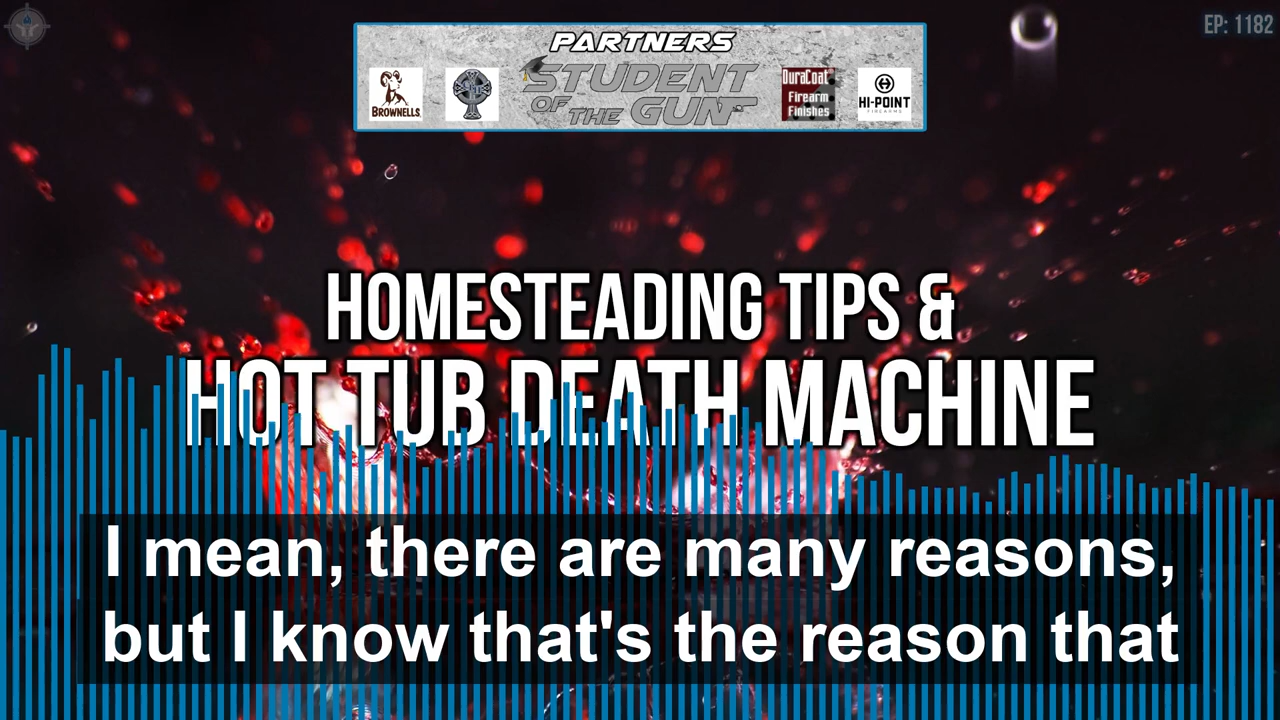 EP: 1182
PARTNERS
BROWNELLS
STUDENT
OF THE GUN
DuraCoat
Firearm
Finishes
HI-POINT
FIREARMS
HOMESTEADING TIPS &
HOT TUB DEATH MACHINE
I mean, there are many reasons,
but I know that's the reason that